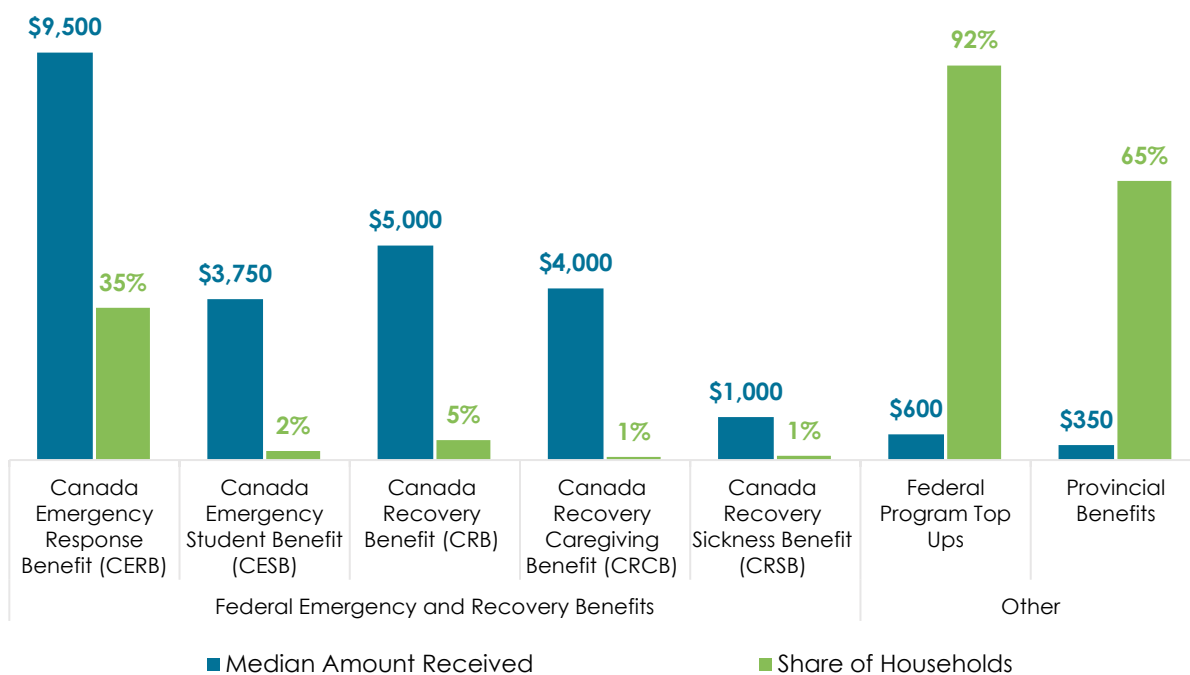 $9,500
35%
$3,750
2%
$5,000
5%
$4,000
1%
$1,000
1%
$600
92%
$350
65%
Canada
Emergency
Response
Benefit (CERB)
Canada
Emergency
Student Benefit
(CESB)
Canada
Recovery
Benefit (CRB)
Canada
Recovery
Caregiving
Benefit (CRCB)
Canada
Recovery
Sickness Benefit
(CRSB)
Federal
Program Top
Ups
Provincial
Benefits
Federal Emergency and Recovery Benefits
Other
Median Amount Received
Share of Households